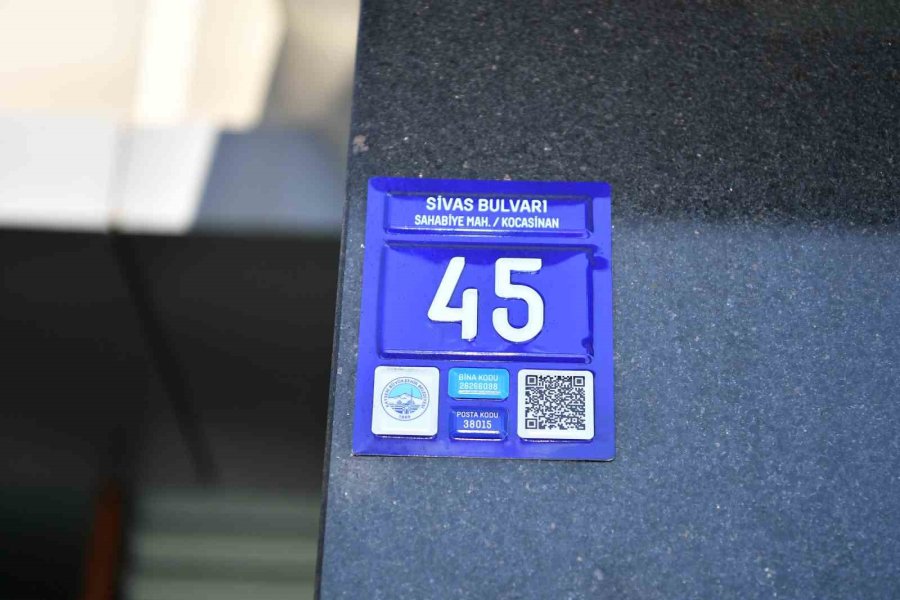 SİVAS BULVARI
SAHABİYE MAH. / KOCASİNAN
45
BİNA KODU
26266088
POSTA KODU
38015